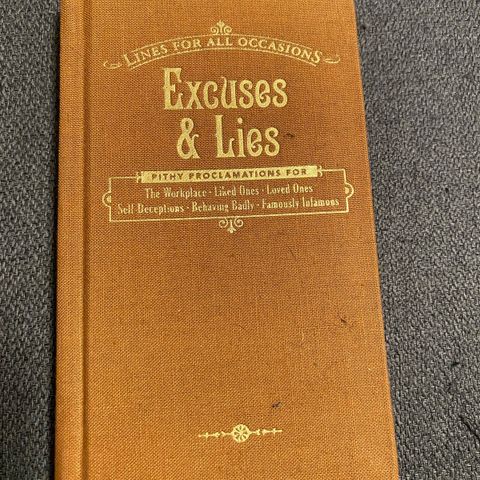 LINES FOR ALL OCCASIONS
Excuses
& Lies
PITHY PROCLAMATIONS FOR
The Workplace · Liked Ones · Loved Ones
Self-Deceptions · Behaving Badly · Famously Infamous